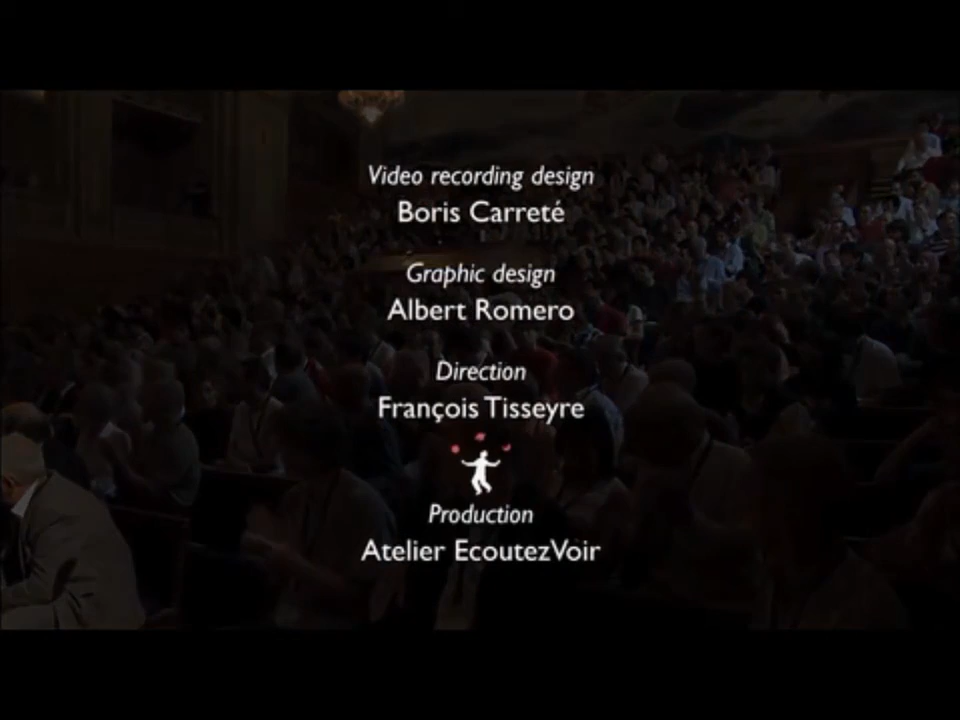 Video recording design
Boris Carreté
Graphic design
Albert Romero
Direction
François Tisseyre
Production
Atelier EcoutezVoir